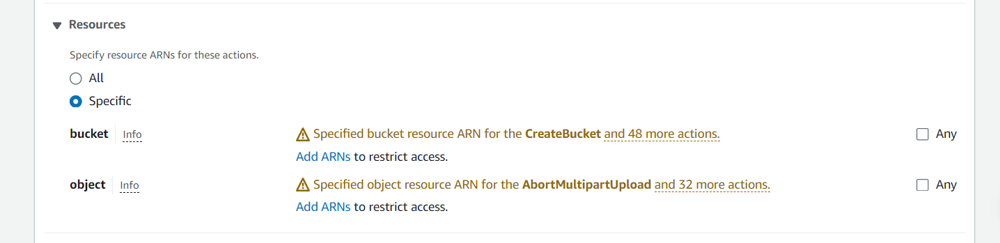 Resources
Specify resource ARNs for these actions.
All
Specific
bucket Info Specified bucket resource ARN for the CreateBucket and 48 more actions. Any
Add ARNs to restrict access.
object Info Specified object resource ARN for the AbortMultipartUpload and 32 more actions. Any
Add ARNs to restrict access.